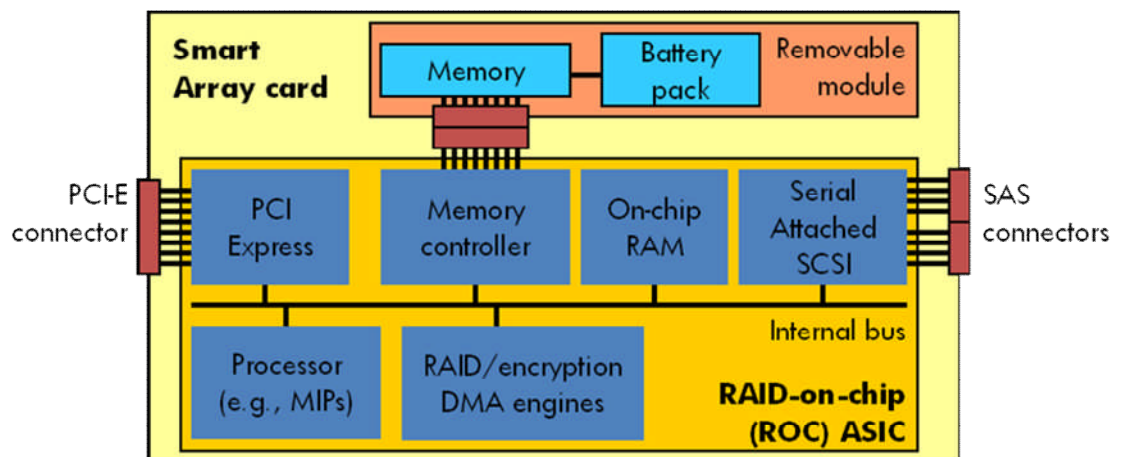 Smart
Array card
Memory
Battery
pack
Removable
module
PCI-E
connector
PCI
Express
Memory
controller
On-chip
RAM
Serial
Attached
SCSI
SAS
connectors
Internal bus
Processor
(e.g., MIPs)
RAID/encryption
DMA engines
RAID-on-chip
(ROC) ASIC